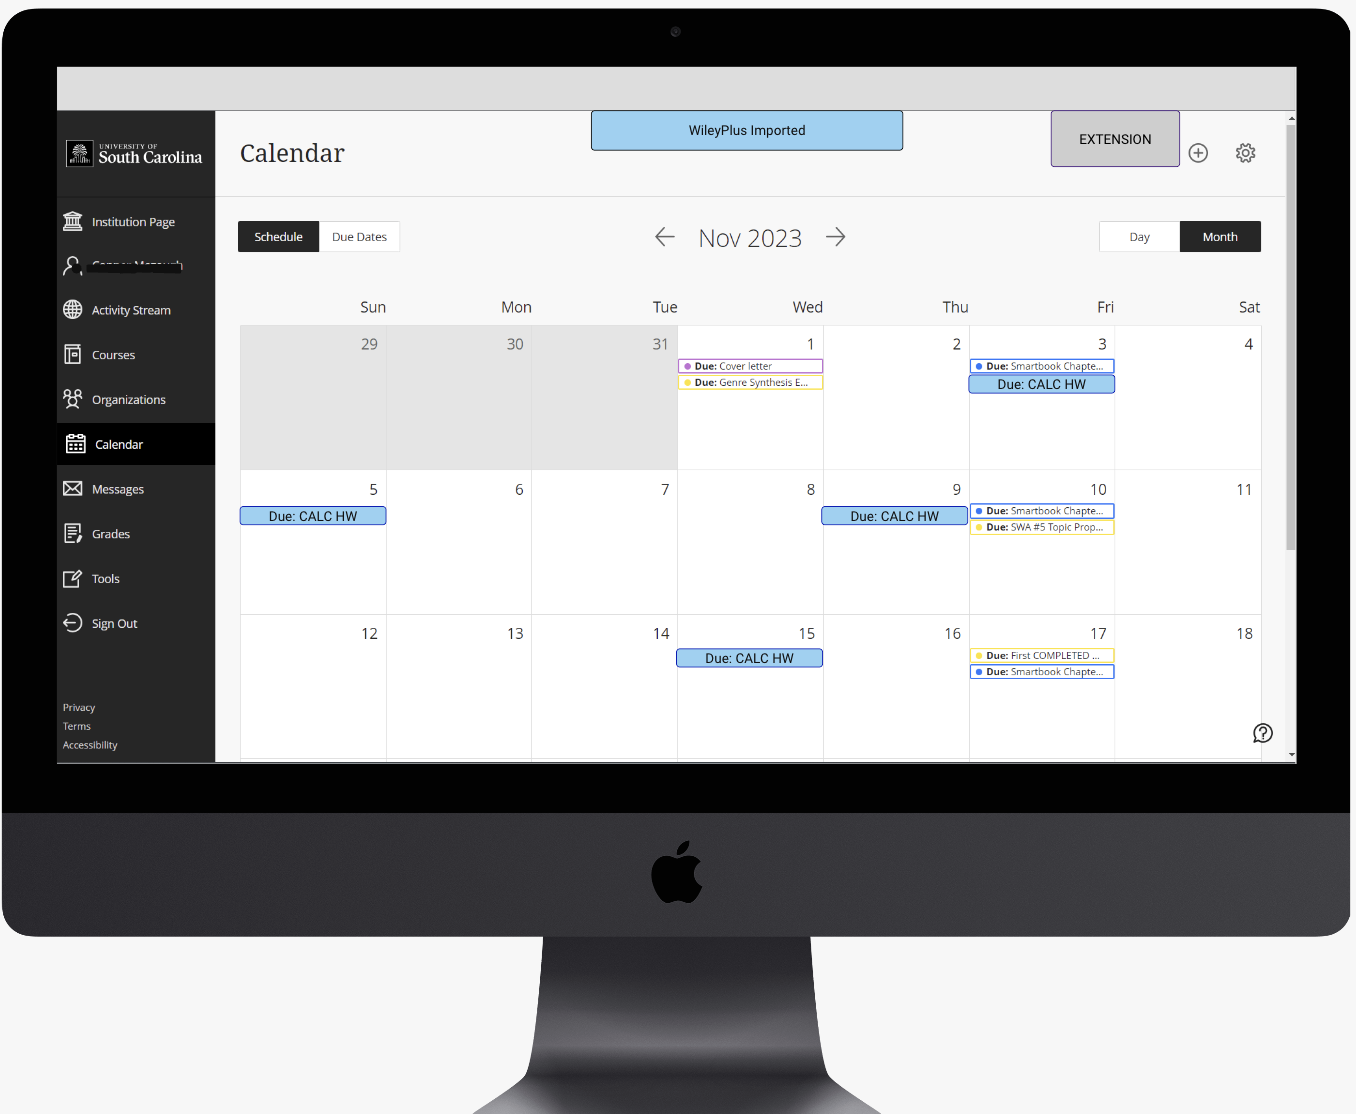 WileyPlus Imported
EXTENSION
UNIVERSITY OF
South Carolina
Calendar
Institution Page
Activity Stream
Courses
Organizations
Calendar
Messages
Grades
Tools
Sign Out
Privacy
Terms
Accessibility
Schedule Due Dates
Nov 2023
Day Month
Sun Mon Tue Wed Thu Fri Sat
29 30 31 1 2 3 4
Due: Cover letter
Due: Genre Synthesis E...
Due: Smartbook Chapte...
Due: CALC HW
5 6 7 8 9 10 11
Due: CALC HW
Due: CALC HW
Due: Smartbook Chapte...
Due: SWA #5 Topic Prop...
12 13 14 15 16 17 18
Due: CALC HW
Due: First COMPLETED ...
Due: Smartbook Chapte...